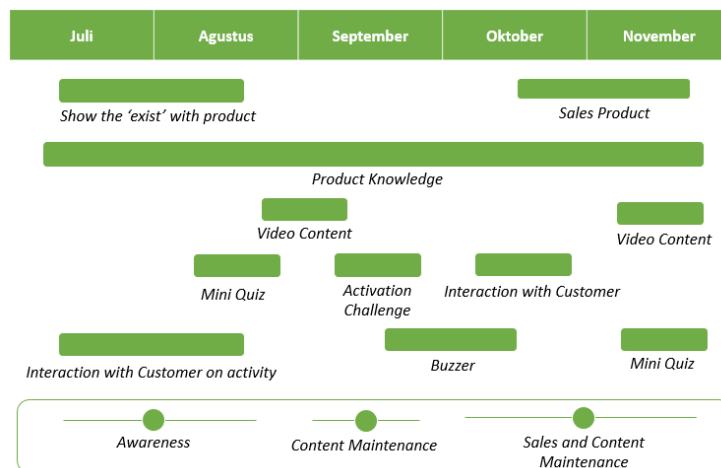 Juli
Agustus
September
Oktober
November
Show the ‘exist’ with product
Sales Product
Product Knowledge
Video Content
Video Content
Mini Quiz
Activation
Challenge
Interaction with Customer
Interaction with Customer on activity
Buzzer
Mini Quiz
Awareness
Content Maintenance
Sales and Content
Maintenance